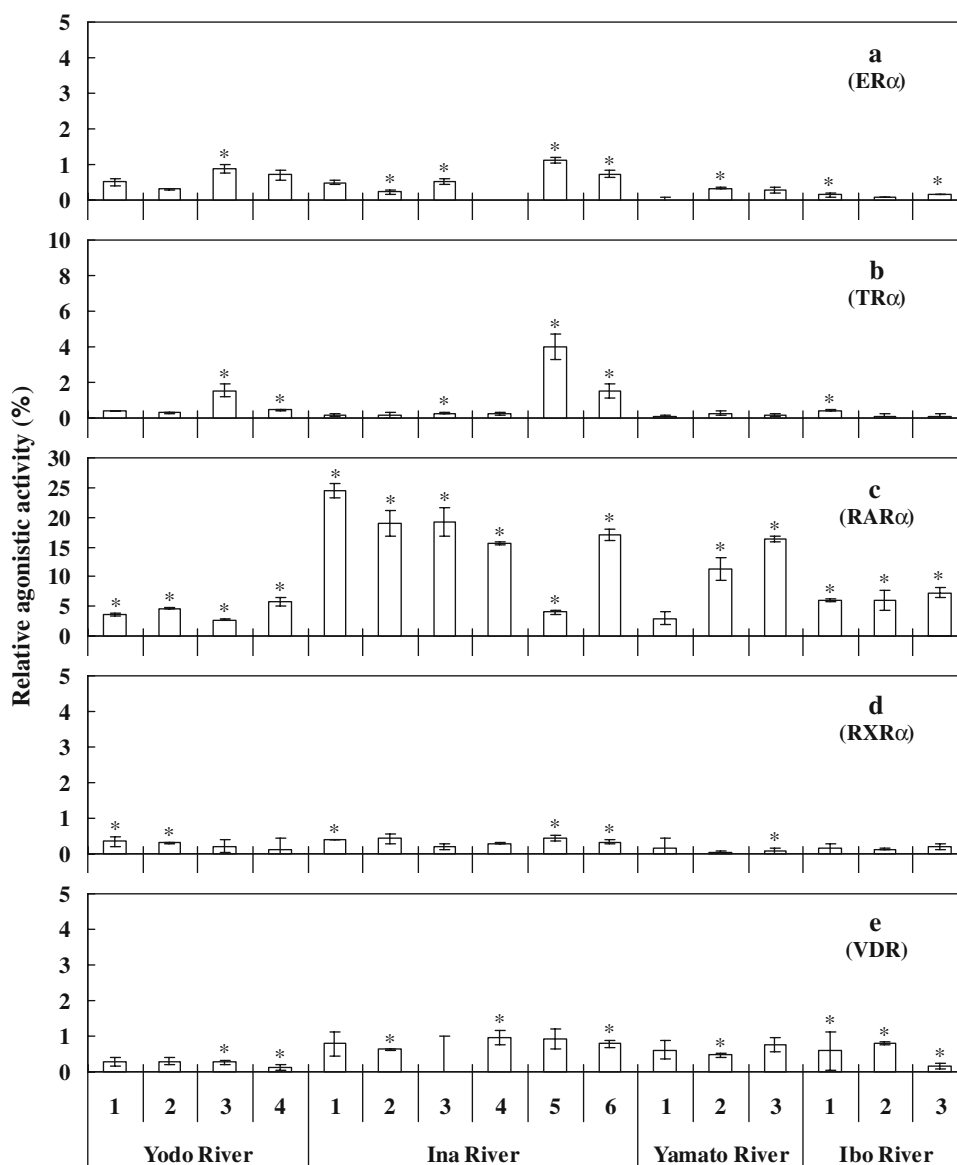 Relative agonistic activity (%)
5
4
3
2
1
0
a
(ERα)
* * * * * * * *
10
8
6
4
2
0
b
(TRα)
* * * * * *
30
25
20
15
10
5
0
c
(RARα)
* * * * * * * * * * * * * * *
5
4
3
2
1
0
d
(RXRα)
* * * * * *
5
4
3
2
1
0
e
(VDR)
* * * * * * * * *
1 2 3 4 1 2 3 4 5 6 1 2 3 1 2 3
Yodo River Ina River Yamato River Ibo River